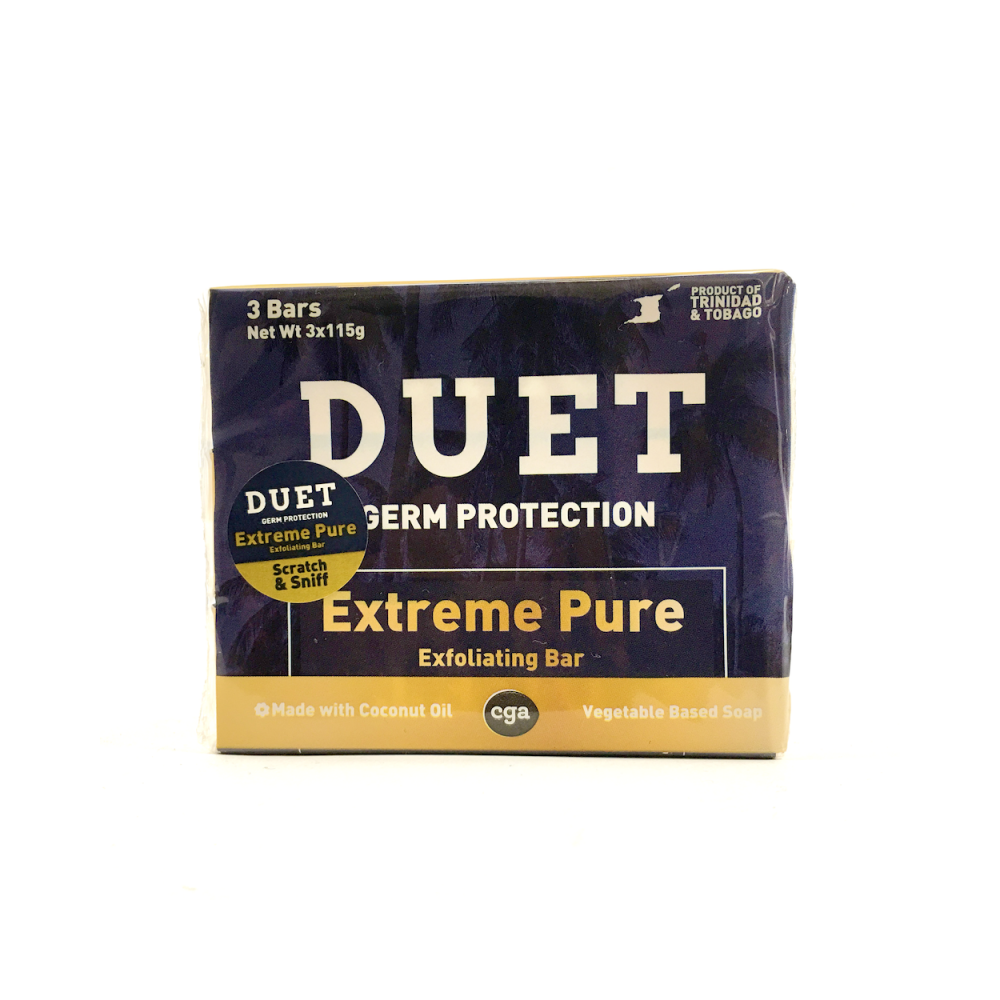 3 Bars
Net Wt 3x115g
PRODUCT OF
TRINIDAD
& TOBAGO
DUET
GERM PROTECTION
DUET
GERM PROTECTION
Extreme Pure
Exfoliating Bar
Scratch
& Sniff
Extreme Pure
Exfoliating Bar
Made with Coconut Oil
cga
Vegetable Based Soap